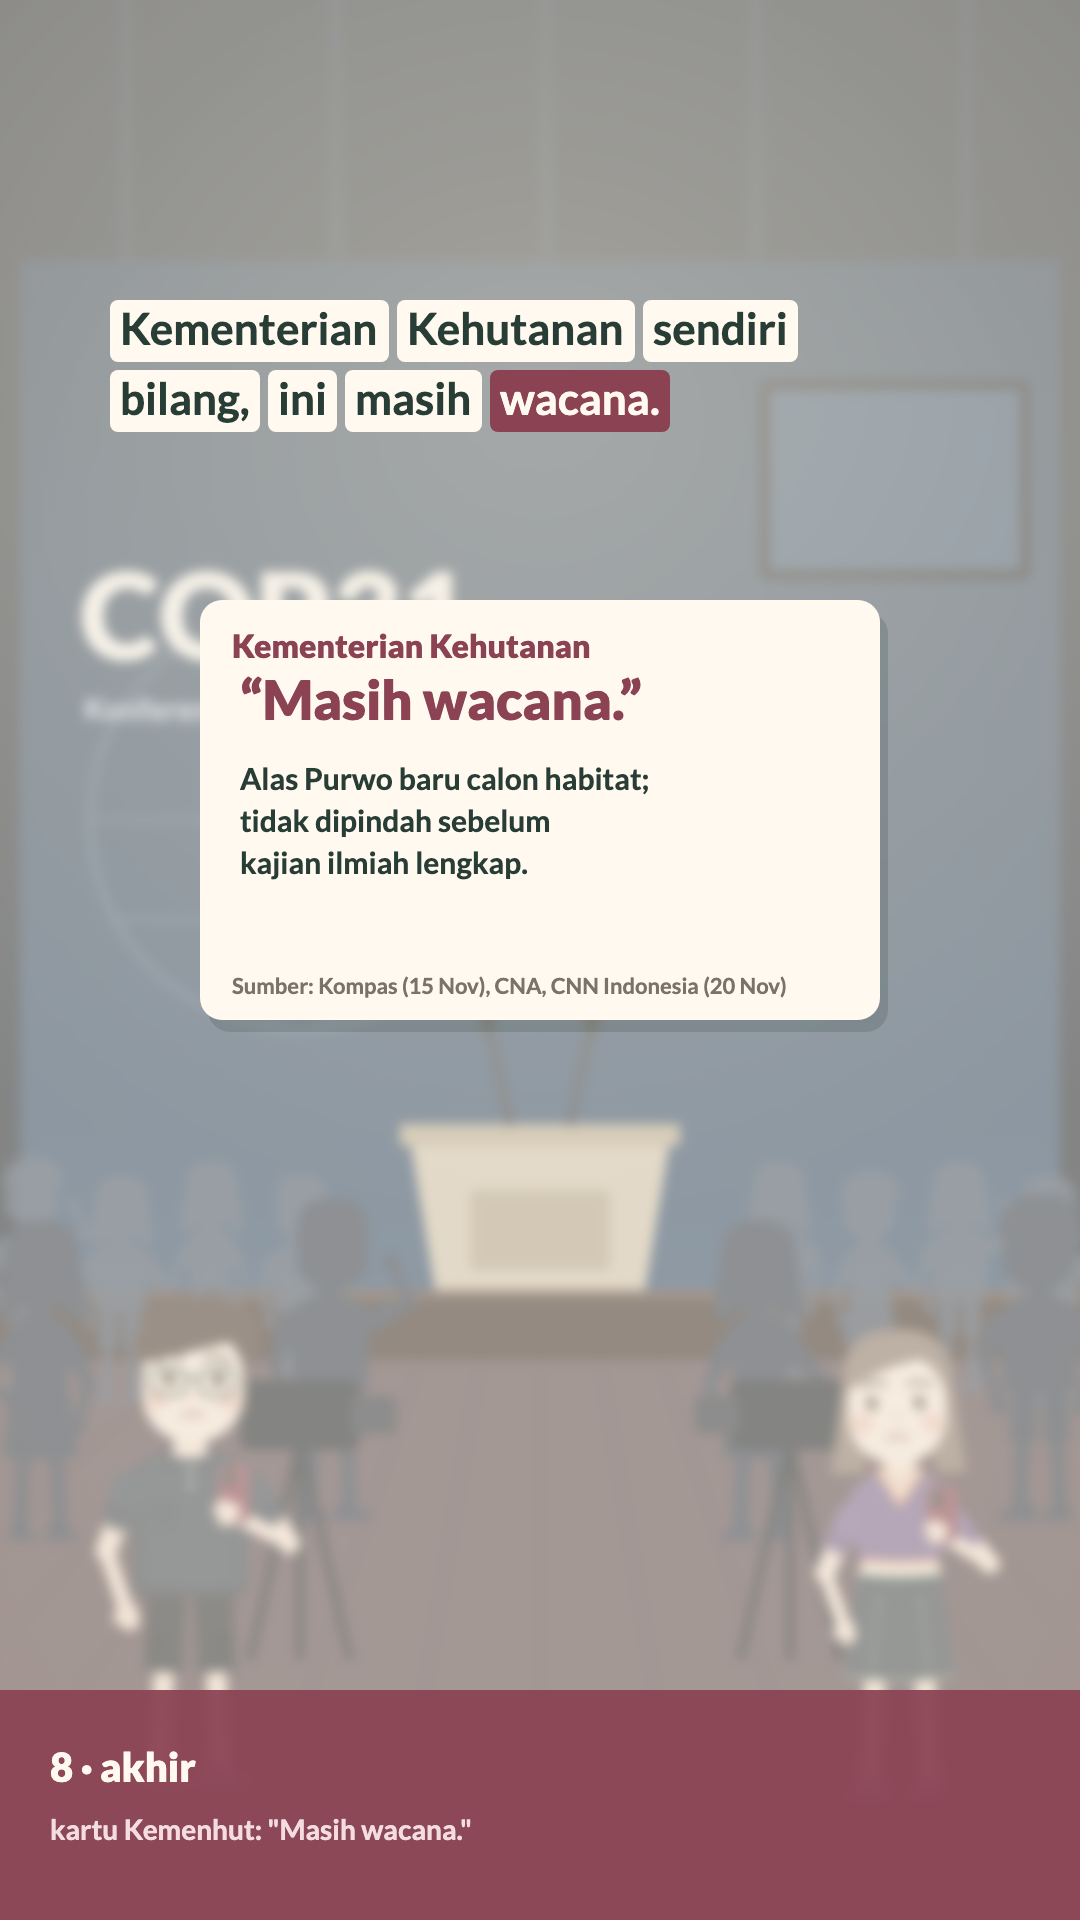 Kementerian Kehutanan sendiri
bilang, ini masih wacana.
Kementerian Kehutanan
“Masih wacana.”
Alas Purwo baru calon habitat;
tidak dipindah sebelum
kajian ilmiah lengkap.
Sumber: Kompas (15 Nov), CNA, CNN Indonesia (20 Nov)
8 · akhir
kartu Kemenhut: "Masih wacana."